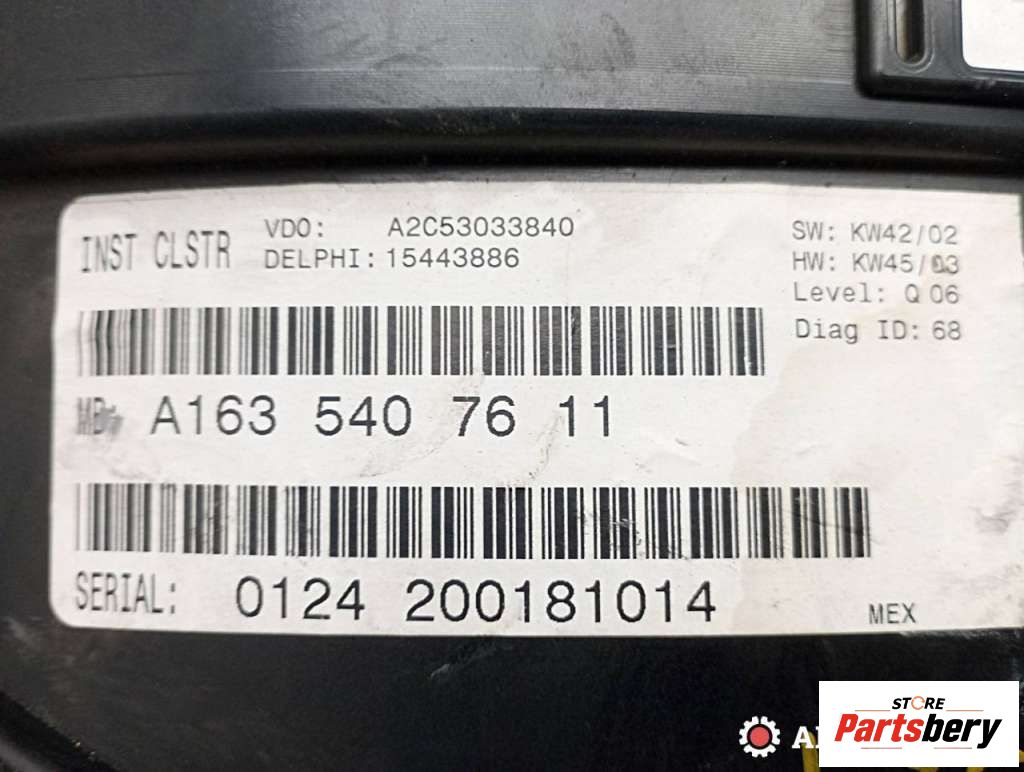 INST CLSTR
VDO: A2C53033840
DELPHI: 15443886
SW: KW42/02
HW: KW45/03
Level: Q 06
Diag ID: 68
MB: A163 540 76 11
SERIAL: 0124 200181014
MEX
STORE
Partsbery